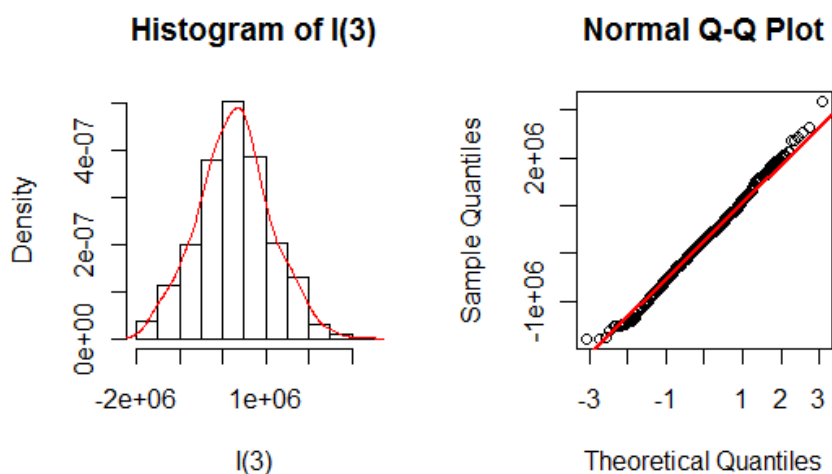 Histogram of I(3)
Density
0e+00 2e-07 4e-07
-2e+06 1e+06
I(3)
Normal Q-Q Plot
Sample Quantiles
-1e+06 2e+06
-3 -1 1 2 3
Theoretical Quantiles